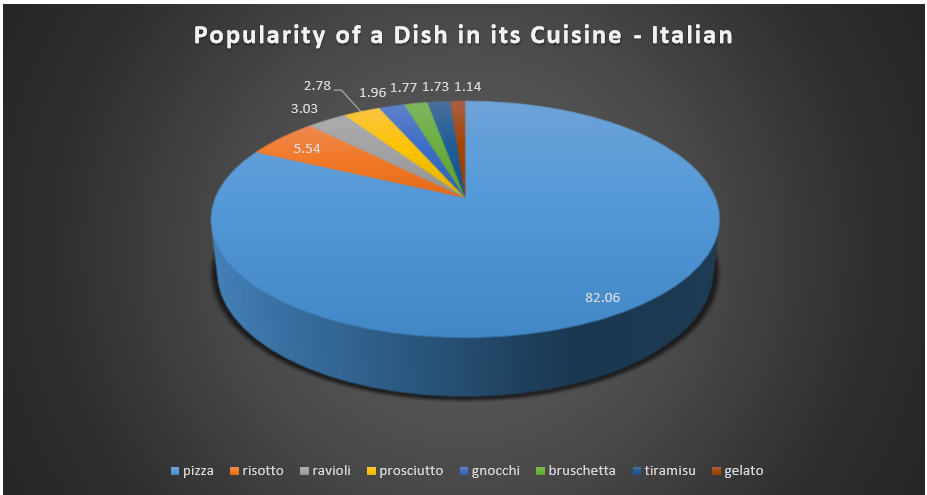 Popularity of a Dish in its Cuisine - Italian
2.78 1.96 1.77 1.73 1.14
3.03
5.54
82.06
pizza risotto ravioli prosciutto gnocchi bruschetta tiramisu gelato